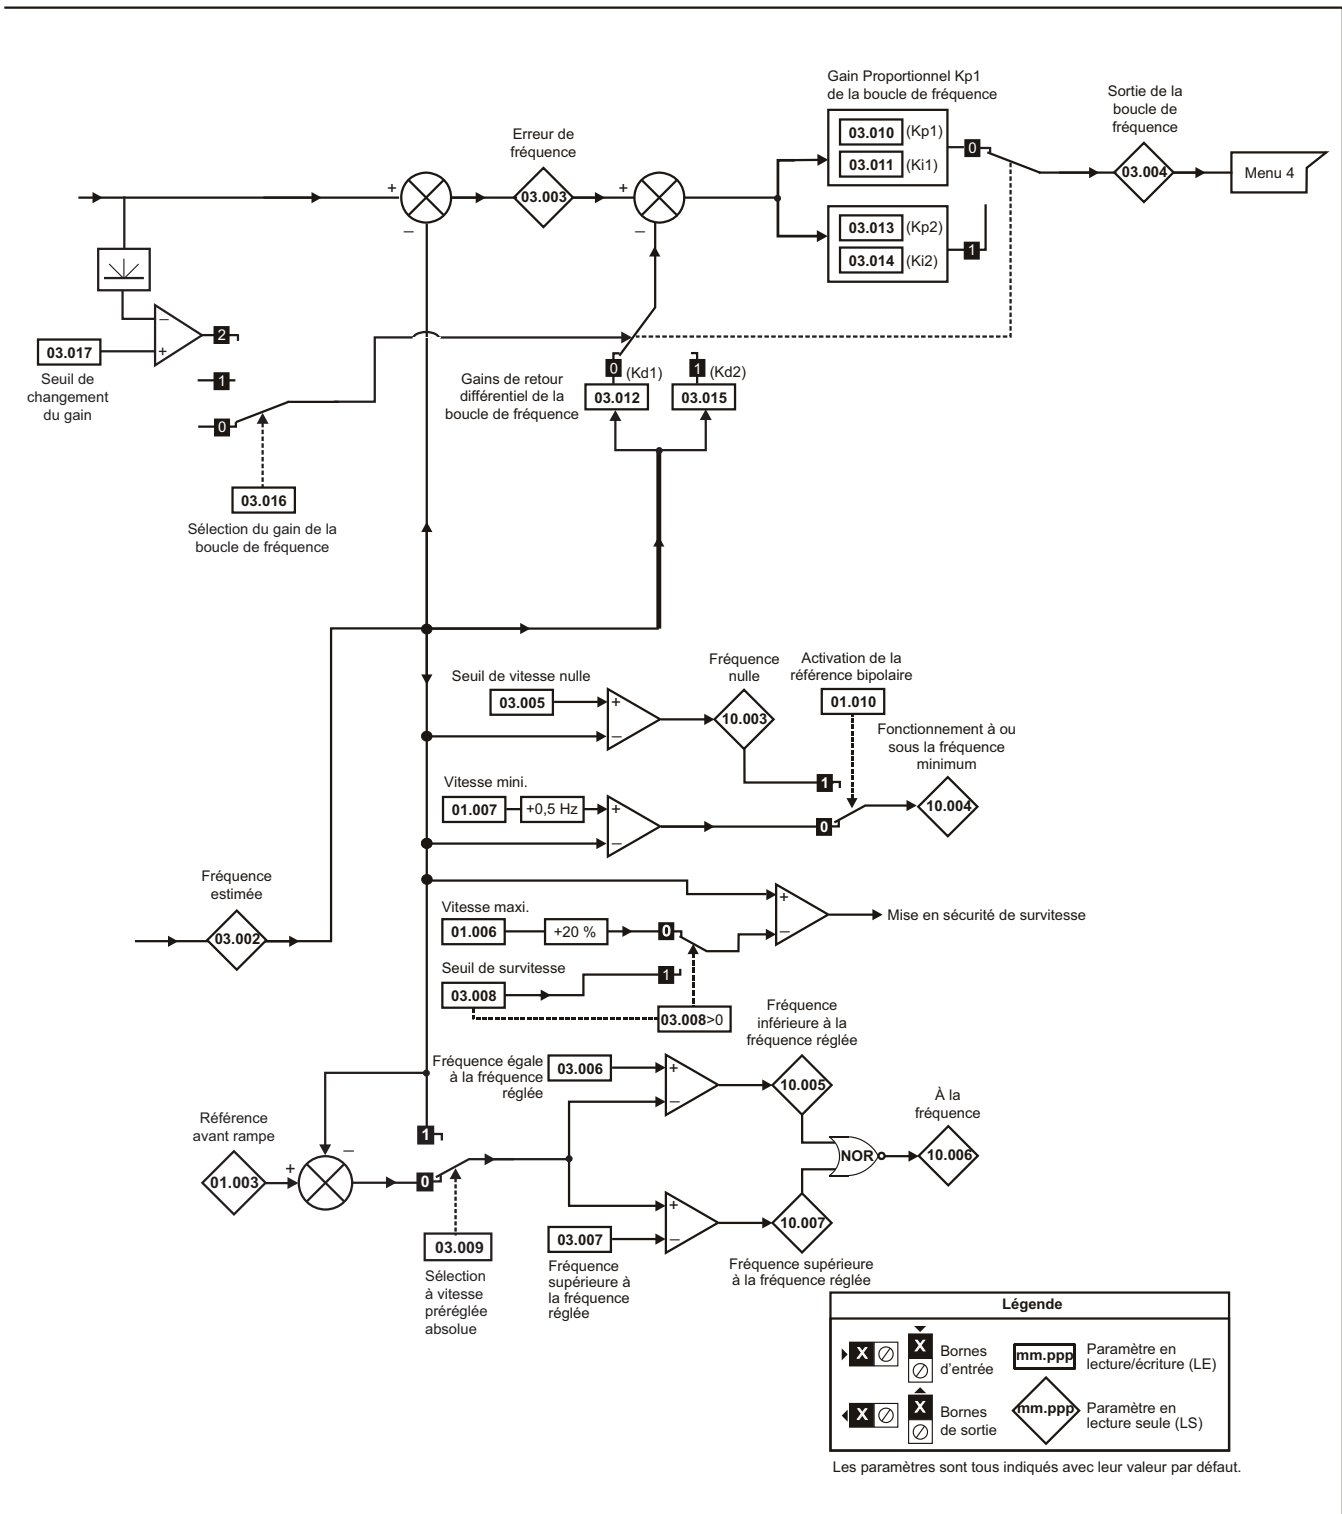 Gain Proportionnel Kp1
de la boucle de fréquence
Sortie de la
boucle de
fréquence
Erreur de
fréquence
03.010 (Kp1)
03.011 (Ki1)
0
03.004
Menu 4
+
03.003
+
–
–
03.013 (Kp2)
03.014 (Ki2)
1
–
+
2
03.017
Seuil de
changement
du gain
1
0
03.016
Sélection du gain de la
boucle de fréquence
Gains de retour
différentiel de la
boucle de fréquence
0 (Kd1)
1 (Kd2)
03.012
03.015
Seuil de vitesse nulle
03.005
+
–
Fréquence
nulle
10.003
Activation de la
référence bipolaire
01.010
Fonctionnement à ou
sous la fréquence
minimum
1
Vitesse mini.
01.007
+0,5 Hz
+
–
0
10.004
Fréquence
estimée
03.002
Vitesse maxi.
01.006
+20 %
0
+
–
Mise en sécurité de survitesse
Seuil de survitesse
03.008
1
03.008>0
Fréquence
inférieure à la
fréquence réglée
Fréquence égale
à la fréquence
réglée
03.006
+
–
10.005
Référence
avant rampe
01.003
+
–
1
0
À la
fréquence
NOR
10.006
03.009
Sélection
à vitesse
préréglée
absolue
03.007
Fréquence
supérieure à
la fréquence
réglée
+
–
10.007
Fréquence supérieure
à la fréquence réglée
Légende
X
X
Bornes
d'entrée
mm.ppp
Paramètre en
lecture/écriture (LE)
X
X
Bornes
de sortie
mm.ppp
Paramètre en
lecture seule (LS)
Les paramètres sont tous indiqués avec leur valeur par défaut.